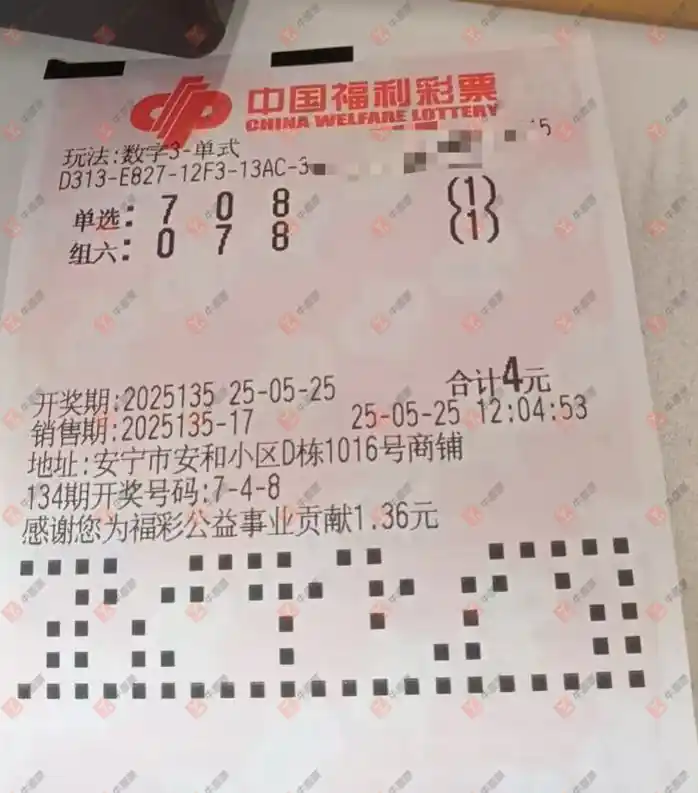 中国福利彩票
CHINA WELFARE LOTTERY
玩法:数字3-单式
D313-E827-12F3-13AC-3
5
单选: 7 0 8 (1)
组六: 0 7 8 (1)
合计4元
开奖期:2025135 25-05-25
销售期:2025135-17 25-05-25 12:04:53
地址:安宁市安和小区D栋1016号商铺
134期开奖号码:7-4-8
感谢您为福彩公益事业贡献1.36元